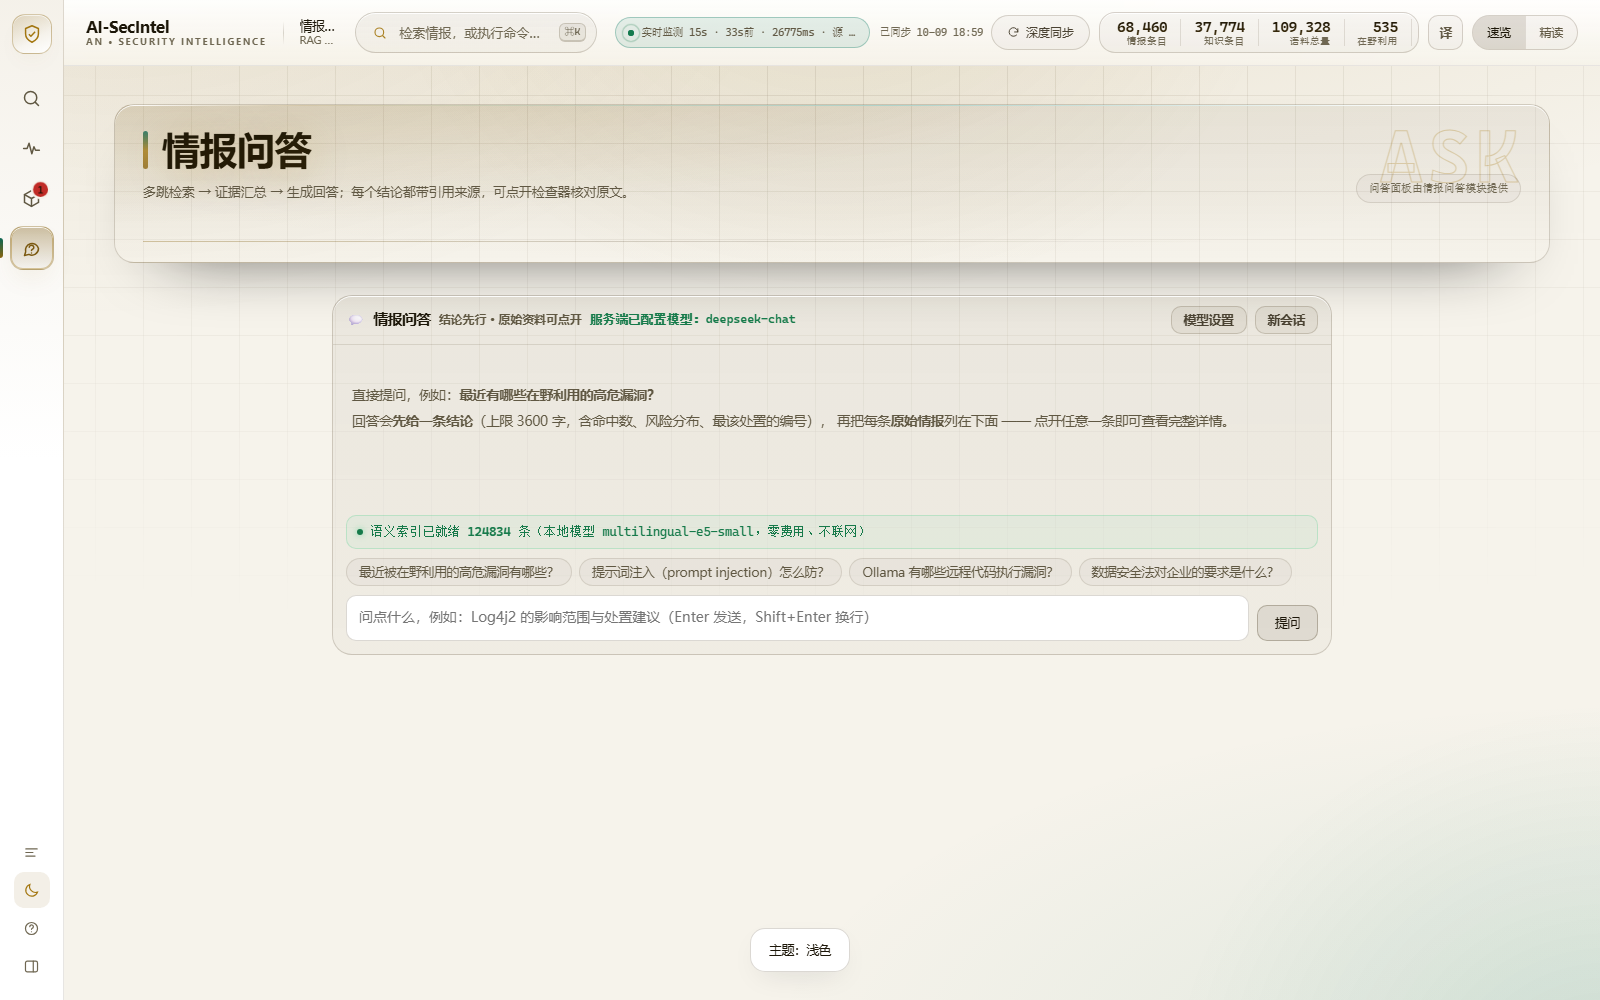 AI-SecIntel
AN • SECURITY INTELLIGENCE
情报...
RAG ...
检索情报，或执行命令...
⌘K
实时监测 15s · 33s前 · 26775ms · 源 …
已同步 10-09 18:59
深度同步
68,460
情报条目
37,774
知识条目
109,328
语料总量
535
在野利用
译
速览
精读
1
情报问答
多跳检索 → 证据汇总 → 生成回答；每个结论都带引用来源，可点开检查器核对原文。
ASK
问答面板由情报问答模块提供
情报问答 结论先行 • 原始资料可点开 服务端已配置模型：deepseek-chat
模型设置
新会话
直接提问，例如：最近有哪些在野利用的高危漏洞？
回答会先给一条结论（上限 3600 字，含命中数、风险分布、最该处置的编号）， 再把每条原始情报列在下面 —— 点开任意一条即可查看完整详情。
语义索引已就绪 124834 条（本地模型 multilingual-e5-small，零费用、不联网）
最近被在野利用的高危漏洞有哪些？
提示词注入（prompt injection）怎么防？
Ollama 有哪些远程代码执行漏洞？
数据安全法对企业的要求是什么？
问点什么，例如：Log4j2 的影响范围与处置建议（Enter 发送，Shift+Enter 换行）
提问
主题：浅色